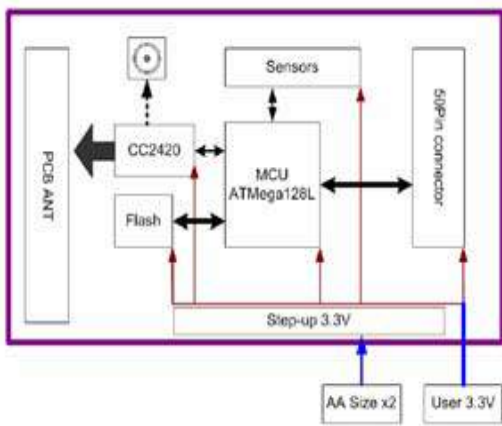 Sensors
CC2420
MCU
ATMega128L
50Pin connector
PCB ANT
Flash
Step-up 3.3V
AA Size x2
User 3.3V